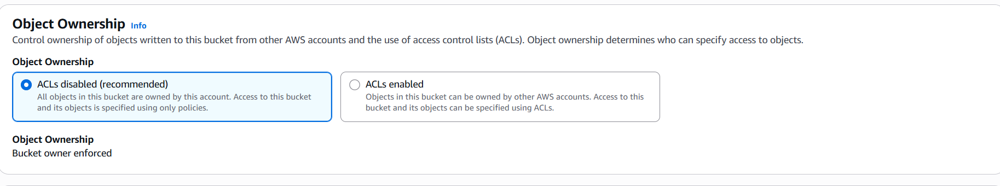 Object Ownership Info
Control ownership of objects written to this bucket from other AWS accounts and the use of access control lists (ACLs). Object ownership determines who can specify access to objects.
Object Ownership
ACLs disabled (recommended)
All objects in this bucket are owned by this account. Access to this bucket
and its objects is specified using only policies.
ACLs enabled
Objects in this bucket can be owned by other AWS accounts. Access to this
bucket and its objects can be specified using ACLs.
Object Ownership
Bucket owner enforced